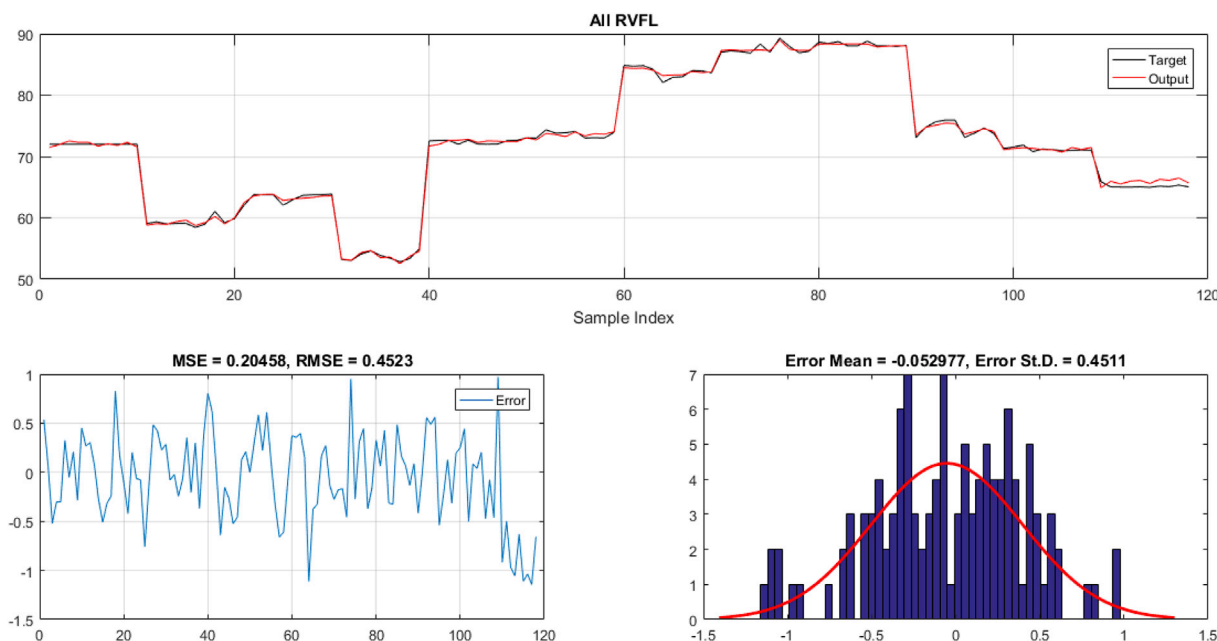 All RVFL
90
80
70
60
50
Target
Output
0 20 40 60 80 100 120
Sample Index
MSE = 0.20458, RMSE = 0.4523
1
0.5
0
-0.5
-1
-1.5
Error
0 20 40 60 80 100 120
Error Mean = -0.052977, Error St.D. = 0.4511
7
6
5
4
3
2
1
0
-1.5 -1 -0.5 0 0.5 1 1.5